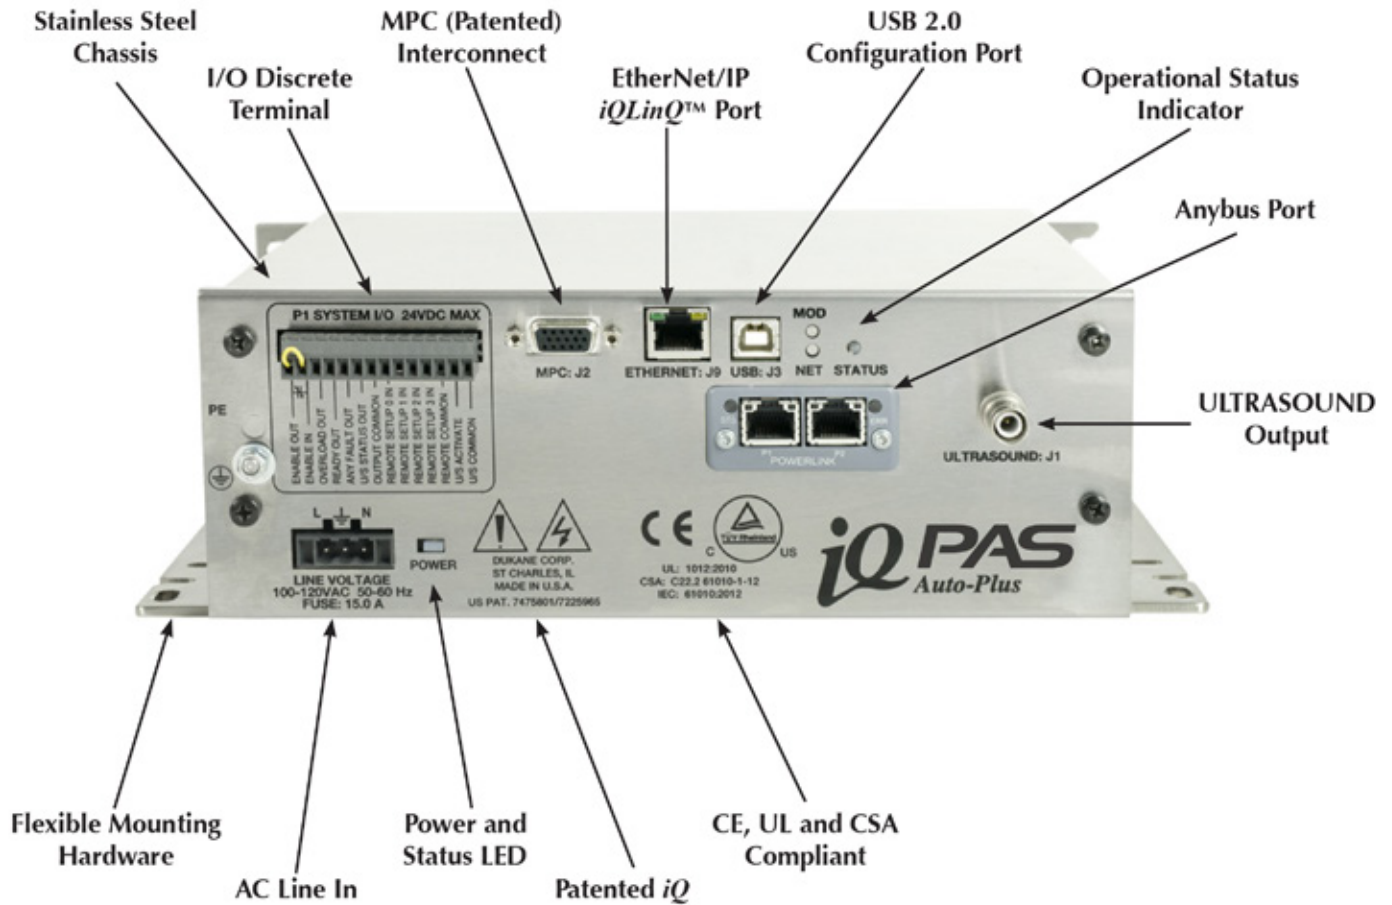 Stainless Steel
Chassis
MPC (Patented)
Interconnect
USB 2.0
Configuration Port
I/O Discrete
Terminal
EtherNet/IP
iQLinQ™ Port
Operational Status
Indicator
Anybus Port
P1 SYSTEM I/O 24VDC MAX
MOD
MPC: J2
ETHERNET: J9
USB: J3
NET
STATUS
PE
ENABLE OUT
ENABLE IN
OVERLOAD OUT
READY OUT
ANY FAULT OUT
U/S STATUS OUT
OUTPUT COMMON
REMOTE SETUP 0 IN
REMOTE SETUP 1 IN
REMOTE SETUP 2 IN
REMOTE SETUP 3 IN
REMOTE COMMON
U/S ACTIVATE
U/S COMMON
ERR
P1
P2
POWERLINK
ULTRASOUND: J1
ULTRASOUND
Output
L N
LINE VOLTAGE
100-120VAC 50-60 Hz
FUSE: 15.0 A
POWER
DUKANE CORP.
ST CHARLES, IL
MADE IN U.S.A.
US PAT. 7475801/7225965
CE
TÜV Rheinland
C US
UL: 1012:2010
CSA: C22.2 61010-1-12
IEC: 61010:2012
iQ PAS
Auto-Plus
Flexible Mounting
Hardware
AC Line In
Power and
Status LED
Patented iQ
CE, UL and CSA
Compliant